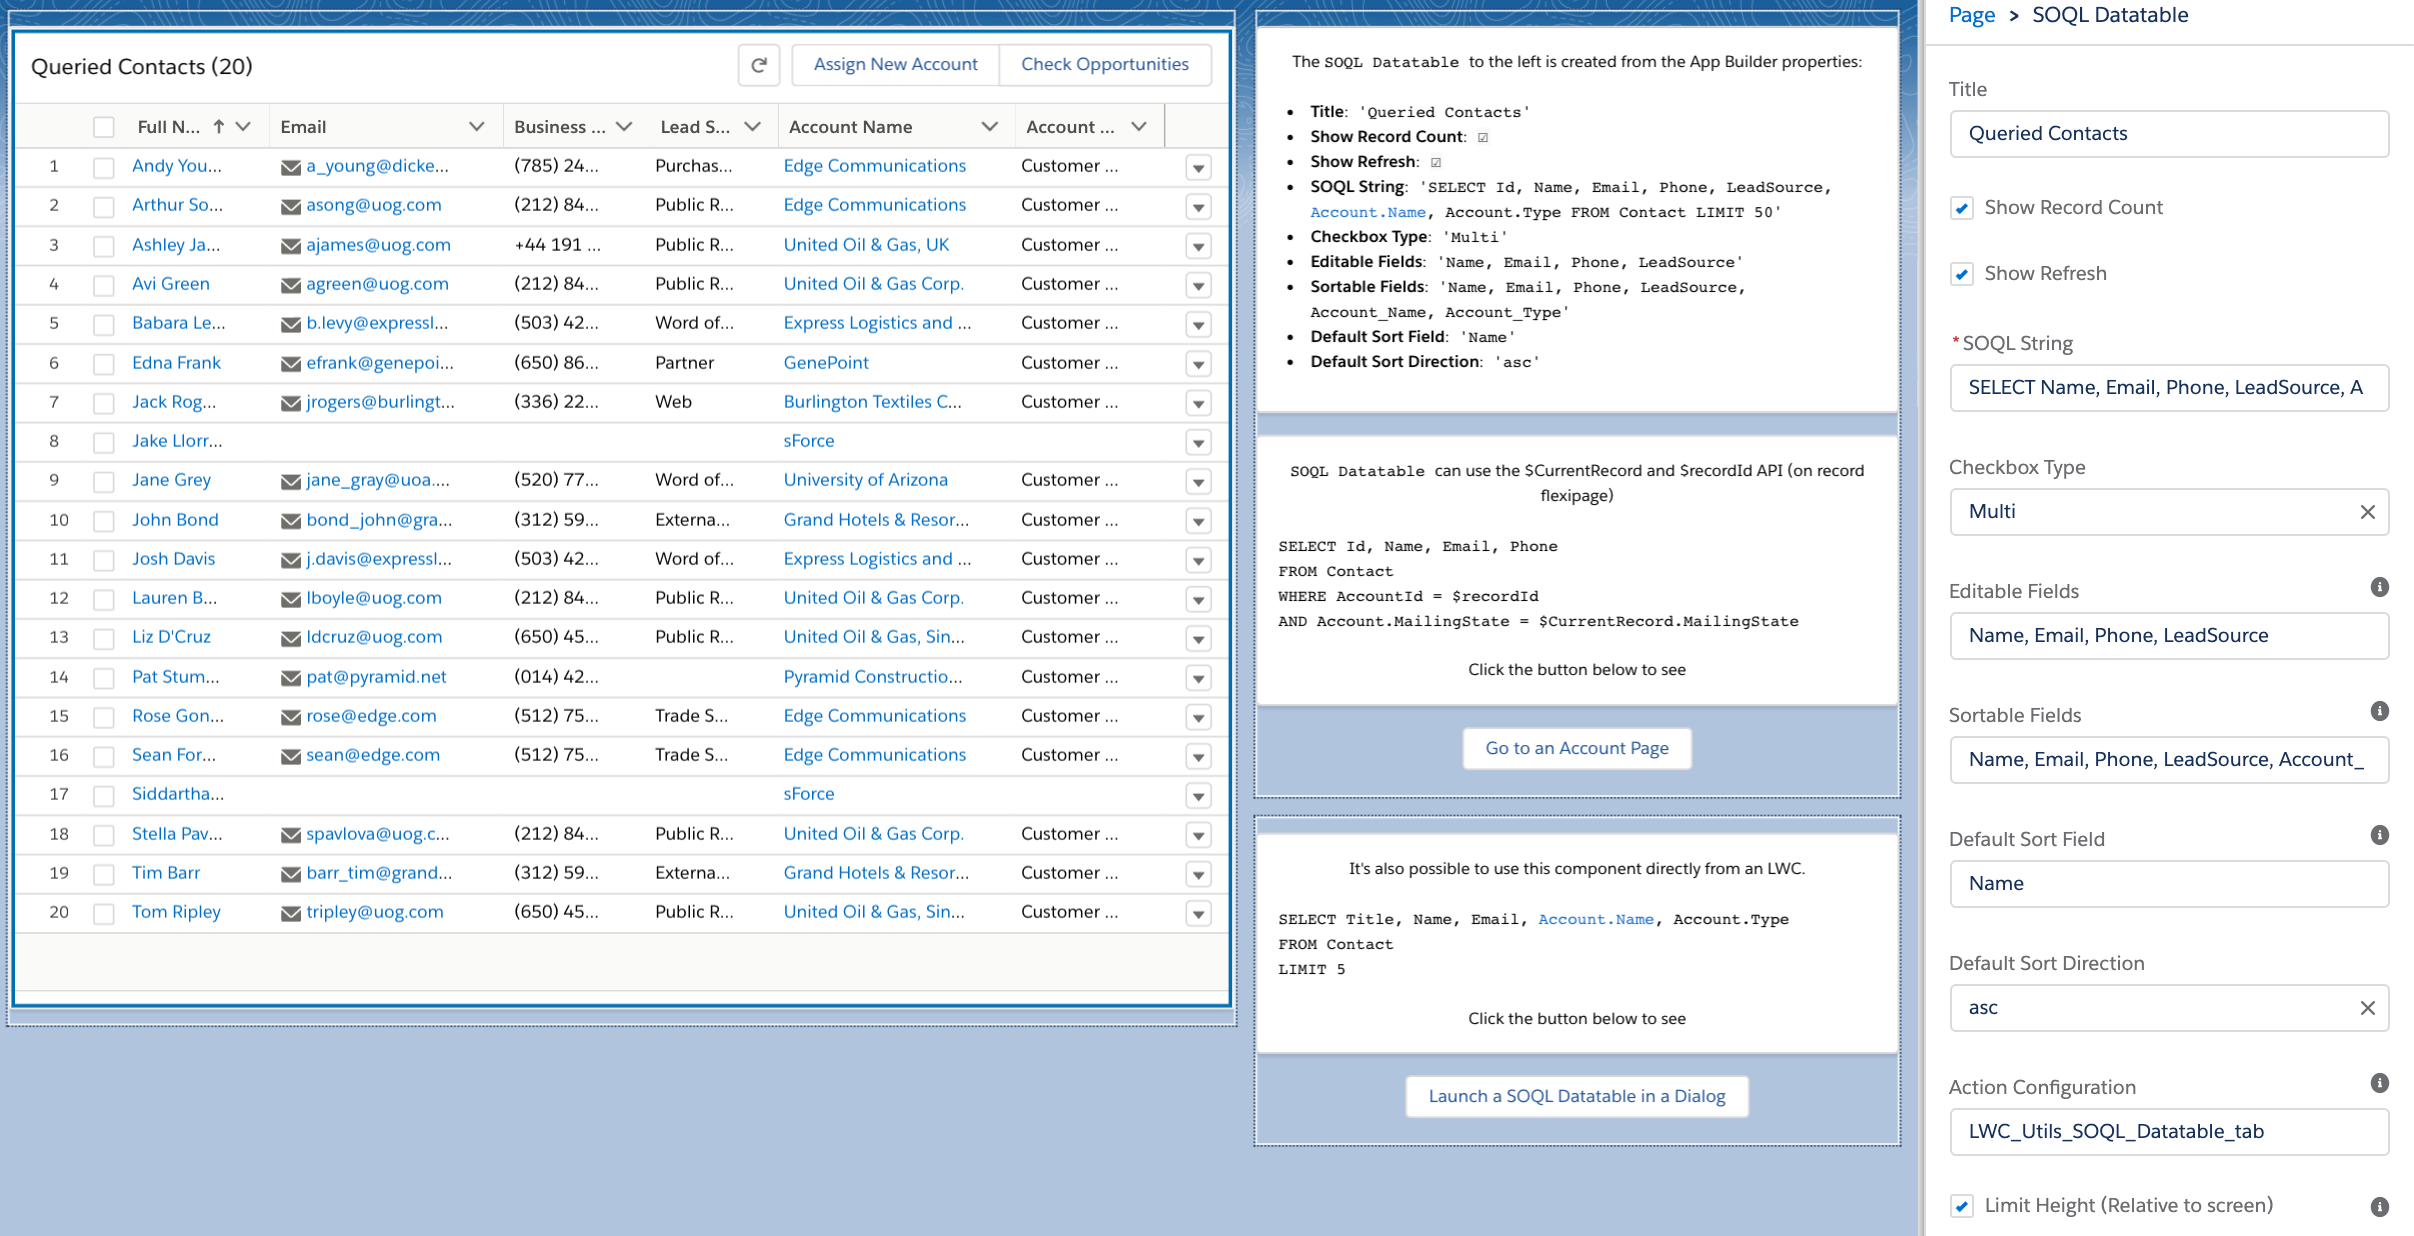 Queried Contacts (20)
Assign New Account
Check Opportunities
Full N...
Email
Business ...
Lead S...
Account Name
Account ...
1 Andy You... a_young@dicke... (785) 24... Purchas... Edge Communications Customer ...
2 Arthur So... asong@uog.com (212) 84... Public R... Edge Communications Customer ...
3 Ashley Ja... ajames@uog.com +44 191 ... Public R... United Oil & Gas, UK Customer ...
4 Avi Green agreen@uog.com (212) 84... Public R... United Oil & Gas Corp. Customer ...
5 Babara Le... b.levy@expressl... (503) 42... Word of... Express Logistics and ... Customer ...
6 Edna Frank efrank@genepoi... (650) 86... Partner GenePoint Customer ...
7 Jack Rog... jrogers@burlingt... (336) 22... Web Burlington Textiles C... Customer ...
8 Jake Llorr... sForce
9 Jane Grey jane_gray@uoa.... (520) 77... Word of... University of Arizona Customer ...
10 John Bond bond_john@gra... (312) 59... Externa... Grand Hotels & Resor... Customer ...
11 Josh Davis j.davis@expressl... (503) 42... Word of... Express Logistics and ... Customer ...
12 Lauren B... lboyle@uog.com (212) 84... Public R... United Oil & Gas Corp. Customer ...
13 Liz D'Cruz ldcruz@uog.com (650) 45... Public R... United Oil & Gas, Sin... Customer ...
14 Pat Stum... pat@pyramid.net (014) 42... Pyramid Constructio... Customer ...
15 Rose Gon... rose@edge.com (512) 75... Trade S... Edge Communications Customer ...
16 Sean For... sean@edge.com (512) 75... Trade S... Edge Communications Customer ...
17 Siddartha... sForce
18 Stella Pav... spavlova@uog.c... (212) 84... Public R... United Oil & Gas Corp. Customer ...
19 Tim Barr barr_tim@grand... (312) 59... Externa... Grand Hotels & Resor... Customer ...
20 Tom Ripley tripley@uog.com (650) 45... Public R... United Oil & Gas, Sin... Customer ...
The SOQL Datatable to the left is created from the App Builder properties:
• Title: 'Queried Contacts'
• Show Record Count: ☑
• Show Refresh: ☑
• SOQL String: 'SELECT Id, Name, Email, Phone, LeadSource,
Account.Name, Account.Type FROM Contact LIMIT 50'
• Checkbox Type: 'Multi'
• Editable Fields: 'Name, Email, Phone, LeadSource'
• Sortable Fields: 'Name, Email, Phone, LeadSource,
Account_Name, Account_Type'
• Default Sort Field: 'Name'
• Default Sort Direction: 'asc'
SOQL Datatable can use the $CurrentRecord and $recordId API (on record
flexipage)
SELECT Id, Name, Email, Phone
FROM Contact
WHERE AccountId = $recordId
AND Account.MailingState = $CurrentRecord.MailingState
Click the button below to see
Go to an Account Page
It's also possible to use this component directly from an LWC.
SELECT Title, Name, Email, Account.Name, Account.Type
FROM Contact
LIMIT 5
Click the button below to see
Launch a SOQL Datatable in a Dialog
Page > SOQL Datatable
Title
Queried Contacts
Show Record Count
Show Refresh
*SOQL String
SELECT Name, Email, Phone, LeadSource, A
Checkbox Type
Multi
Editable Fields
Name, Email, Phone, LeadSource
Sortable Fields
Name, Email, Phone, LeadSource, Account_
Default Sort Field
Name
Default Sort Direction
asc
Action Configuration
LWC_Utils_SOQL_Datatable_tab
Limit Height (Relative to screen)